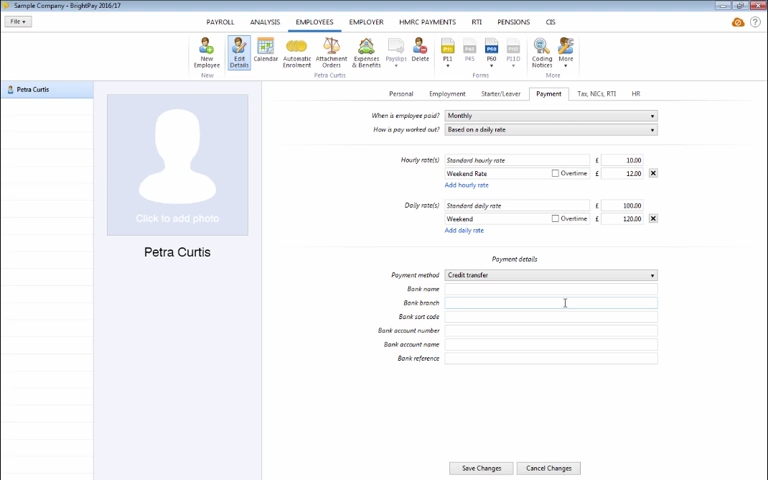 Sample Company - BrightPay 2016/17
File
PAYROLL ANALYSIS EMPLOYEES EMPLOYER HMRC PAYMENTS RTI PENSIONS CIS
New Employee
Edit Details
Calendar
Automatic Enrolment
Attachment Orders
Expenses & Benefits
Payslips
Delete
P11
P45
P60
P11D
Coding Notices
More
New
Petra Curtis
Forms
More
Petra Curtis
Click to add photo
Petra Curtis
Personal Employment Starter/Leaver Payment Tax, NICs, RTI HR
When is employee paid? Monthly
How is pay worked out? Based on a daily rate
Hourly rate(s) Standard hourly rate £ 10.00
Weekend Rate Overtime £ 12.00
Add hourly rate
Daily rate(s) Standard daily rate £ 100.00
Weekend Overtime £ 120.00
Add daily rate
Payment details
Payment method Credit transfer
Bank name
Bank branch
Bank sort code
Bank account number
Bank account name
Bank reference
Save Changes Cancel Changes